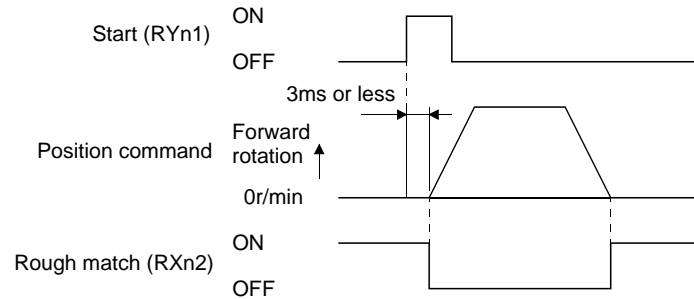 Start (RYn1)
ON
OFF
3ms or less
Position command
Forward
rotation
0r/min
Rough match (RXn2)
ON
OFF